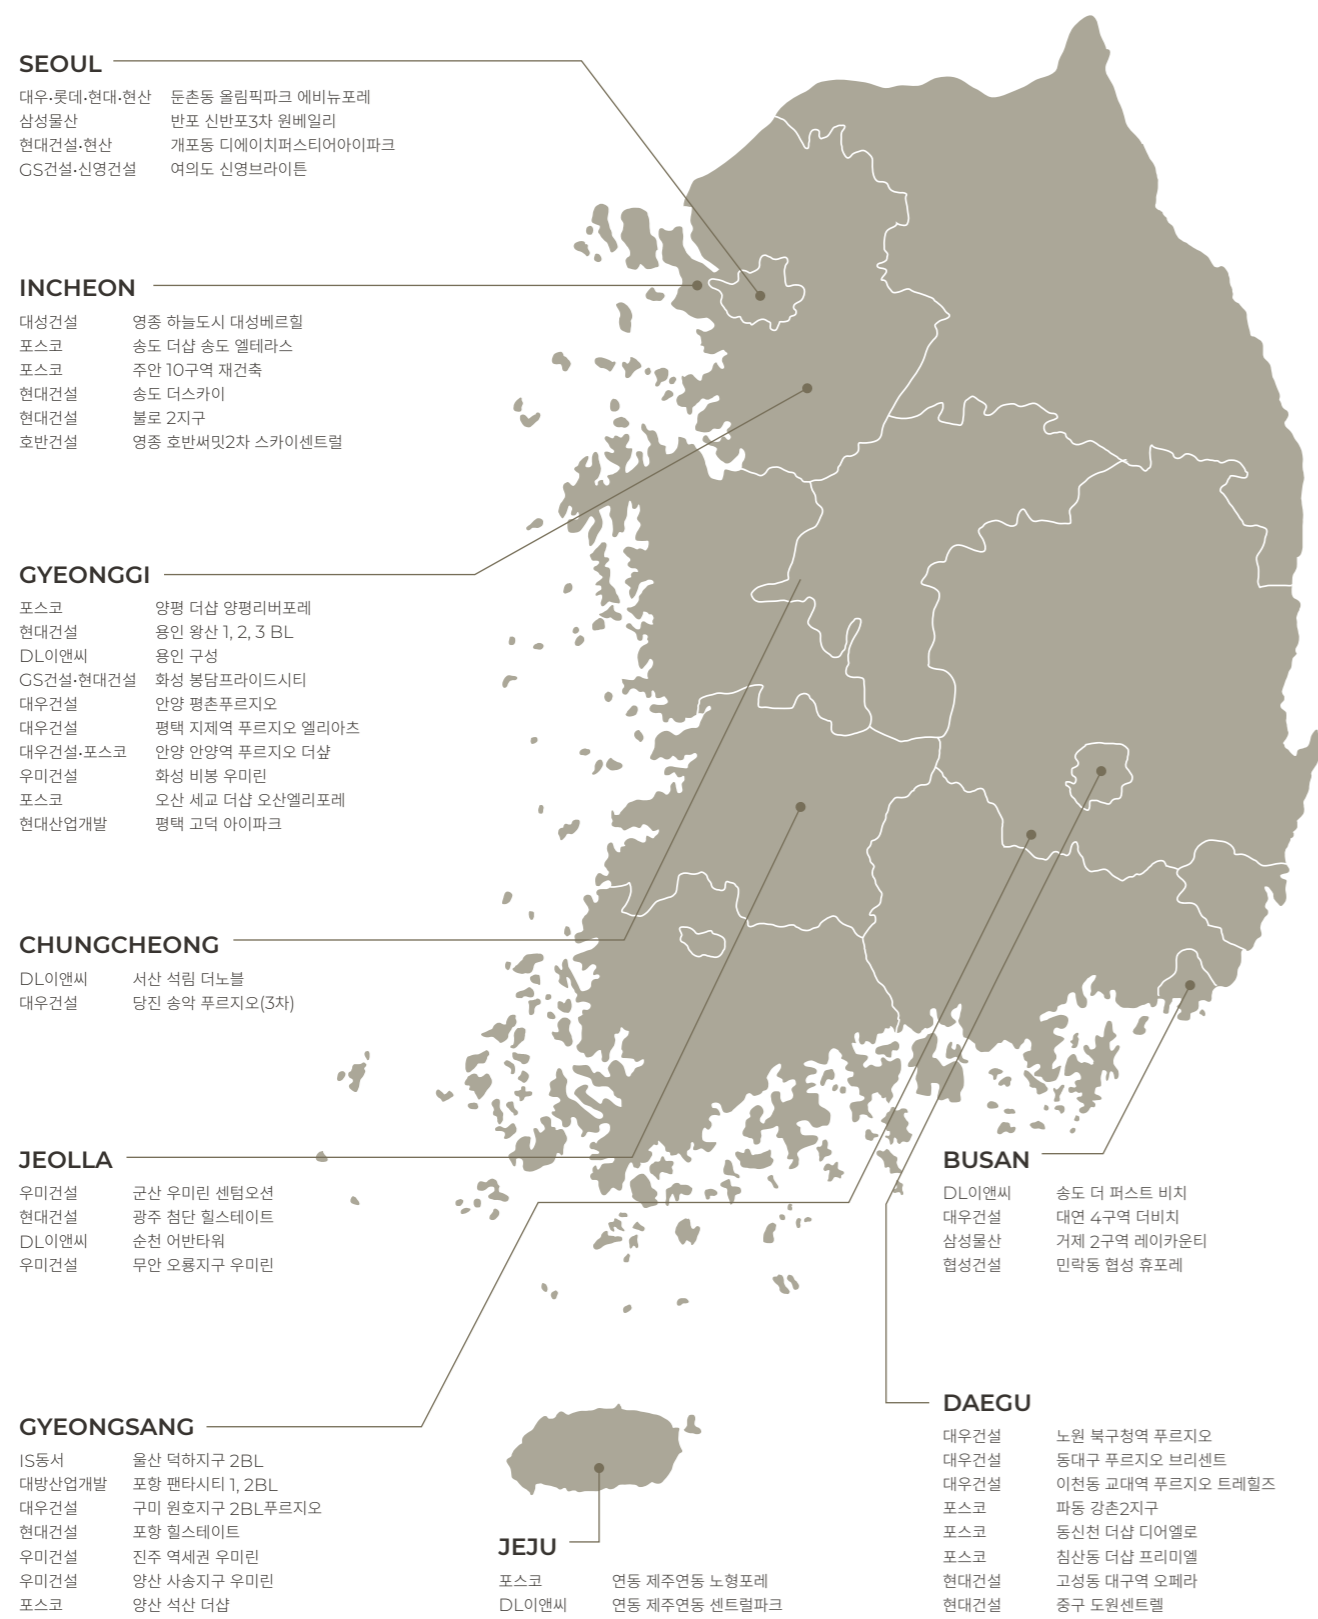 SEOUL
대우·롯데·현대·현산 둔촌동 올림픽파크 에비뉴포레
삼성물산 반포 신반포3차 원베일리
현대건설·현산 개포동 디에이치퍼스티어아이파크
GS건설·신영건설 여의도 신영브라이튼
INCHEON
대성건설 영종 하늘도시 대성베르힐
포스코 송도 더샵 송도 엘테라스
포스코 주안 10구역 재건축
현대건설 송도 더스카이
현대건설 불로 2지구
호반건설 영종 호반써밋2차 스카이센트럴
GYEONGGI
포스코 양평 더샵 양평리버포레
현대건설 용인 왕산 1, 2, 3 BL
DL이앤씨 용인 구성
GS건설·현대건설 화성 봉담프라이드시티
대우건설 안양 평촌푸르지오
대우건설 평택 지제역 푸르지오 엘리아츠
대우건설·포스코 안양 안양역 푸르지오 더샾
우미건설 화성 비봉 우미린
포스코 오산 세교 더샵 오산엘리포레
현대산업개발 평택 고덕 아이파크
CHUNGCHEONG
DL이앤씨 서산 석림 더노블
대우건설 당진 송악 푸르지오(3차)
JEOLLA
우미건설 군산 우미린 센텀오션
현대건설 광주 첨단 힐스테이트
DL이앤씨 순천 어반타워
우미건설 무안 오룡지구 우미린
GYEONGSANG
IS동서 울산 덕하지구 2BL
대방산업개발 포항 팬타시티 1, 2BL
대우건설 구미 원호지구 2BL푸르지오
현대건설 포항 힐스테이트
우미건설 진주 역세권 우미린
우미건설 양산 사송지구 우미린
포스코 양산 석산 더샵
JEJU
포스코 연동 제주연동 노형포레
DL이앤씨 연동 제주연동 센트럴파크
BUSAN
DL이앤씨 송도 더 퍼스트 비치
대우건설 대연 4구역 더비치
삼성물산 거제 2구역 레이카운티
협성건설 민락동 협성 휴포레
DAEGU
대우건설 노원 북구청역 푸르지오
대우건설 동대구 푸르지오 브리센트
대우건설 이천동 교대역 푸르지오 트레힐즈
포스코 파동 강촌2지구
포스코 동신천 더샵 디어엘로
포스코 침산동 더샵 프리미엘
현대건설 고성동 대구역 오페라
현대건설 중구 도원센트렐